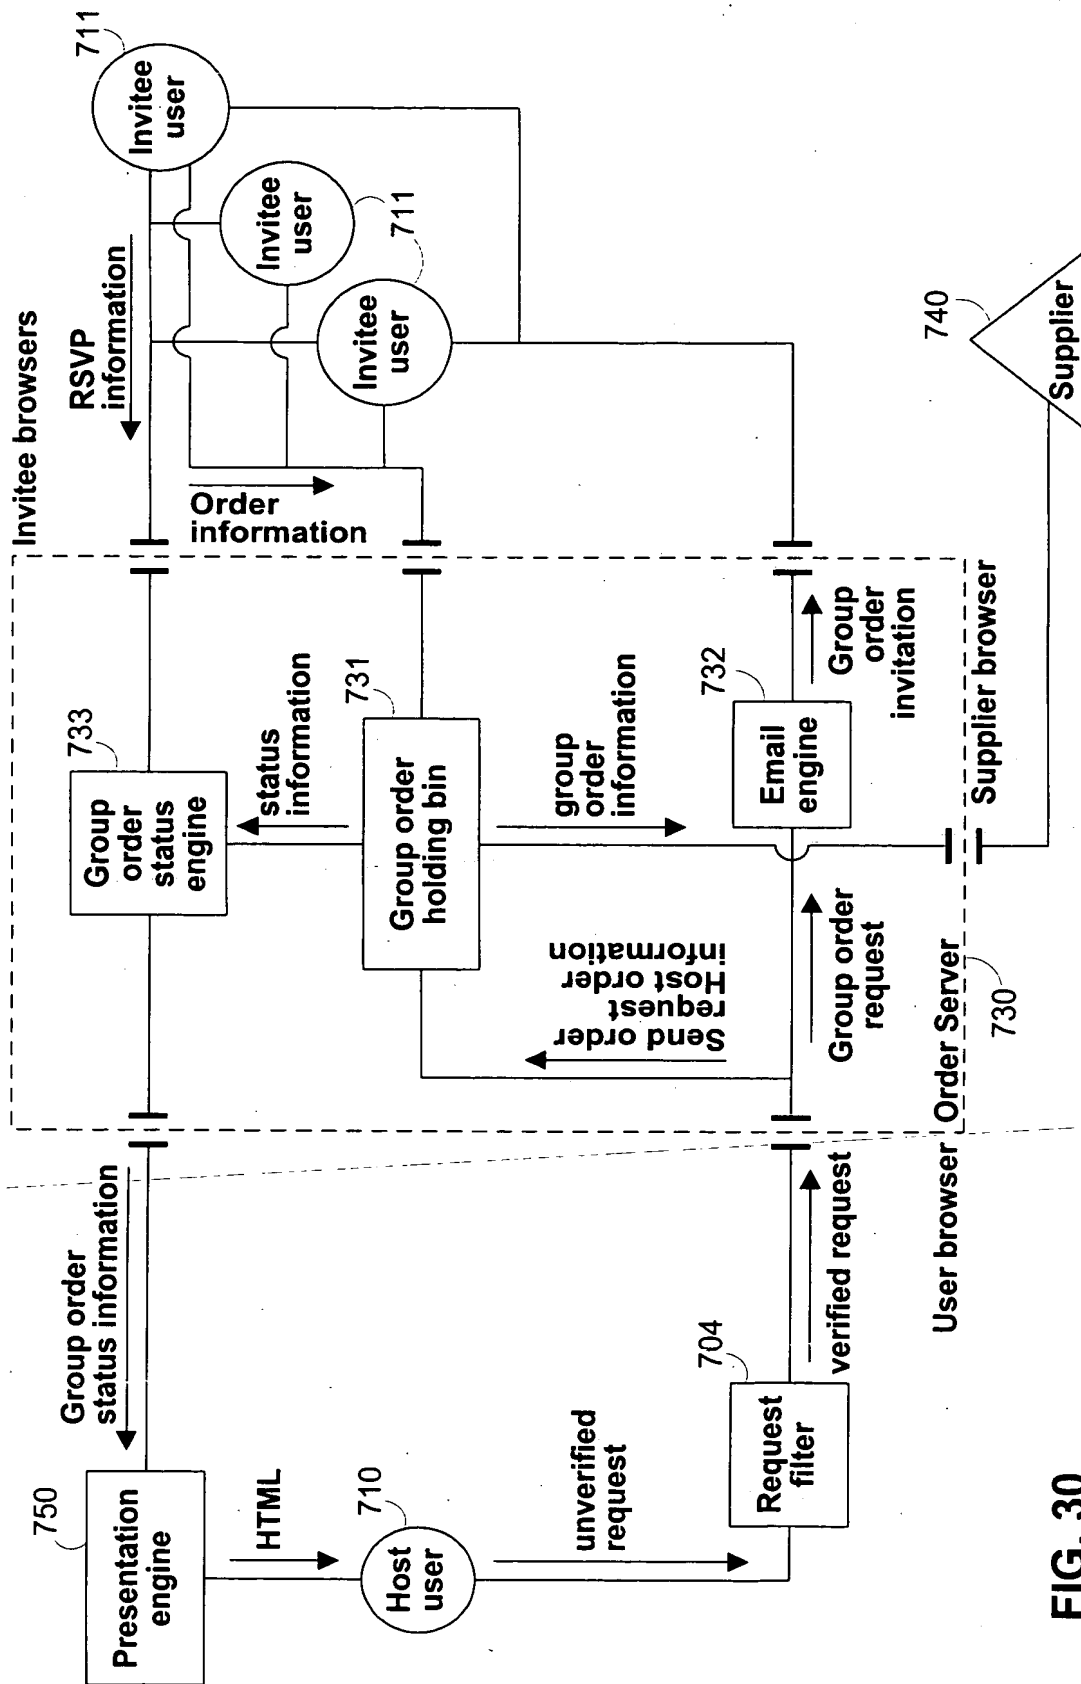 750
Presentation
engine
Group order
status information
HTML
710
Host
user
unverified
request
704
Request
filter
verified request
User browser
Order Server
730
733
Group
order
status
engine
status
information
731
Group order
holding bin
group
order
information
Send order
request
Host order
information
Group order
request
732
Email
engine
Group
order
invitation
Supplier browser
Invitee browsers
RSVP
information
Order
information
711
Invitee
user
Invitee
user
711
Invitee
user
740
Supplier
FIG. 30